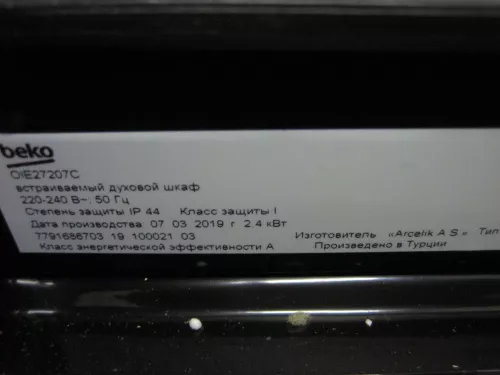 beko
OIE27207C
встраиваемый духовой шкаф
220-240 В~; 50 Гц
Степень защиты IP 44 Класс защиты I
Дата производства 07 03 2019 г 2.4 кВт
7791686703 19 100021 03
Класс энергетической эффективности А
Изготовитель «Arcelik A S » Тип
Произведено в Турции